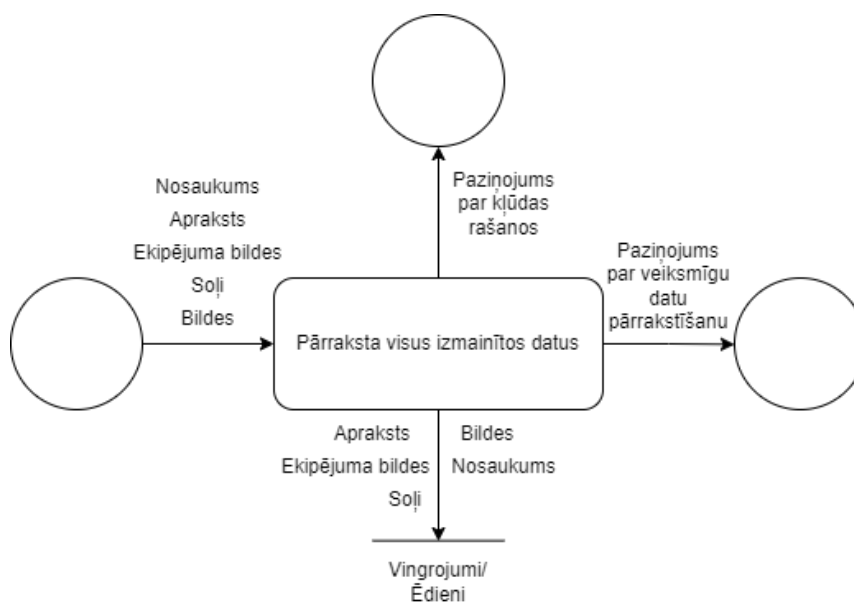 Nosaukums
Apraksts
Ekipējuma bildes
Soļi
Bildes
Paziņojums
par kļūdas
rašanos
Paziņojums
par veiksmīgu
datu
pārrakstīšanu
Pārraksta visus izmainītos datus
Apraksts
Ekipējuma bildes
Soļi
Bildes
Nosaukums
Vingrojumi/
Ēdieni